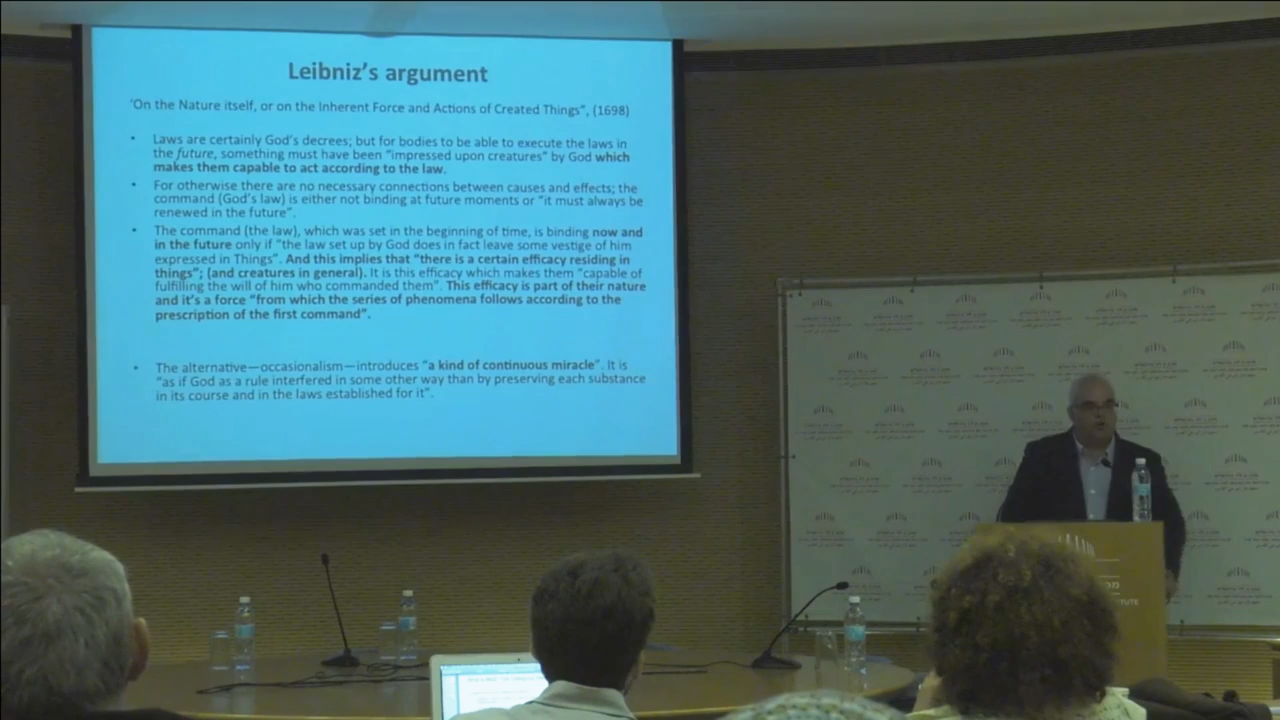 Leibniz's argument
'On the Nature itself, or on the Inherent Force and Actions of Created Things", (1698)
• Laws are certainly God's decrees; but for bodies to be able to execute the laws in
the future, something must have been "impressed upon creatures" by God which
makes them capable to act according to the law.
• For otherwise there are no necessary connections between causes and effects; the
command (God's law) is either not binding at future moments or "it must always be
renewed in the future".
• The command (the law), which was set in the beginning of time, is binding now and
in the future only if "the law set up by God does in fact leave some vestige of him
expressed in Things". And this implies that "there is a certain efficacy residing in
things"; (and creatures in general). It is this efficacy which makes them "capable of
fulfilling the will of him who commanded them". This efficacy is part of their nature
and it's a force "from which the series of phenomena follows according to the
prescription of the first command".
• The alternative—occasionalism—introduces "a kind of continuous miracle". It is
"as if God as a rule interfered in some other way than by preserving each substance
in its course and in the laws established for it".